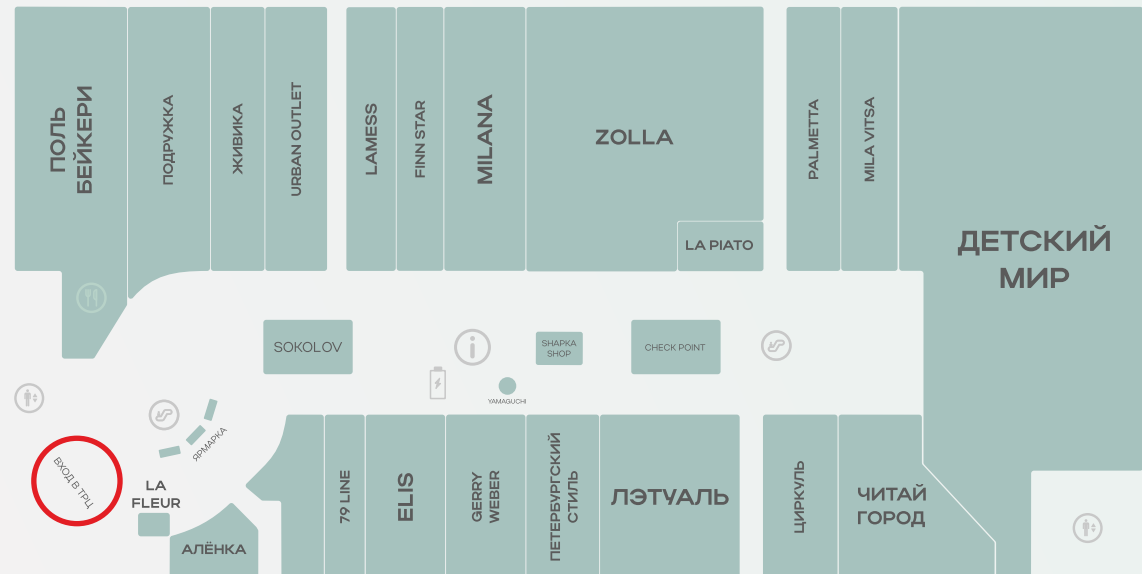 ПОЛЬ
БЕЙКЕРИ
ПОДРУЖКА
ЖИВИКА
URBAN OUTLET
LAMESS
FINN STAR
MILANA
ZOLLA
LA PIATO
PALMETTA
MILA VITSA
ДЕТСКИЙ
МИР
SOKOLOV
SHAPKA
SHOP
CHECK POINT
YAMAGUCHI
ЯРМАРКА
ВХОД В ТРЦ
LA
FLEUR
АЛЁНКА
79 LINE
ELIS
GERRY
WEBER
ПЕТЕРБУРГСКИЙ
СТИЛЬ
ЛЭТУАЛЬ
ЦИРКУЛЬ
ЧИТАЙ
ГОРОД